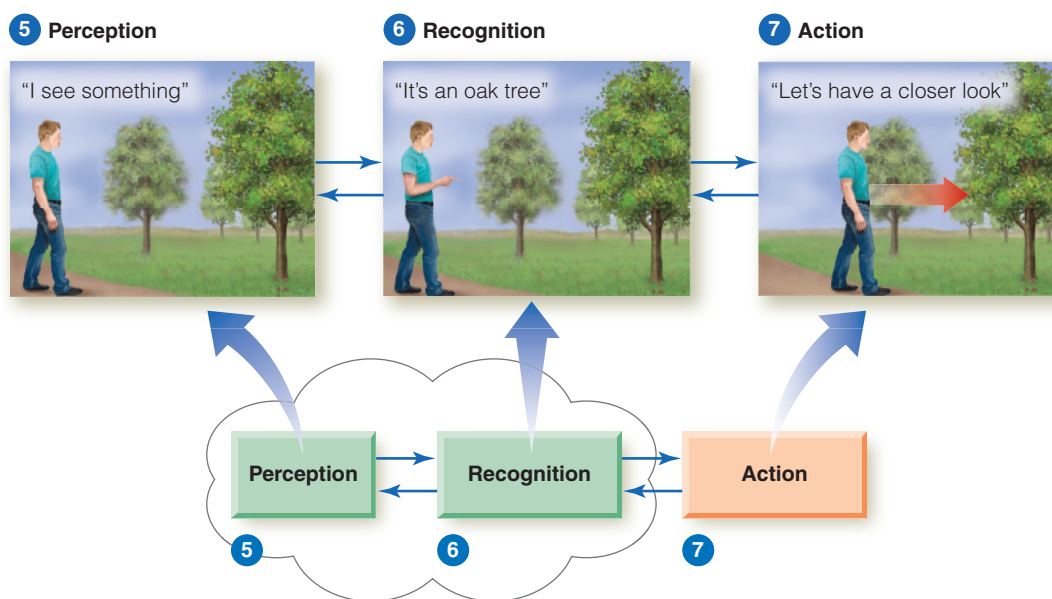 5 Perception
6 Recognition
7 Action
“I see something”
“It’s an oak tree”
“Let’s have a closer look”
Perception
Recognition
Action
5
6
7